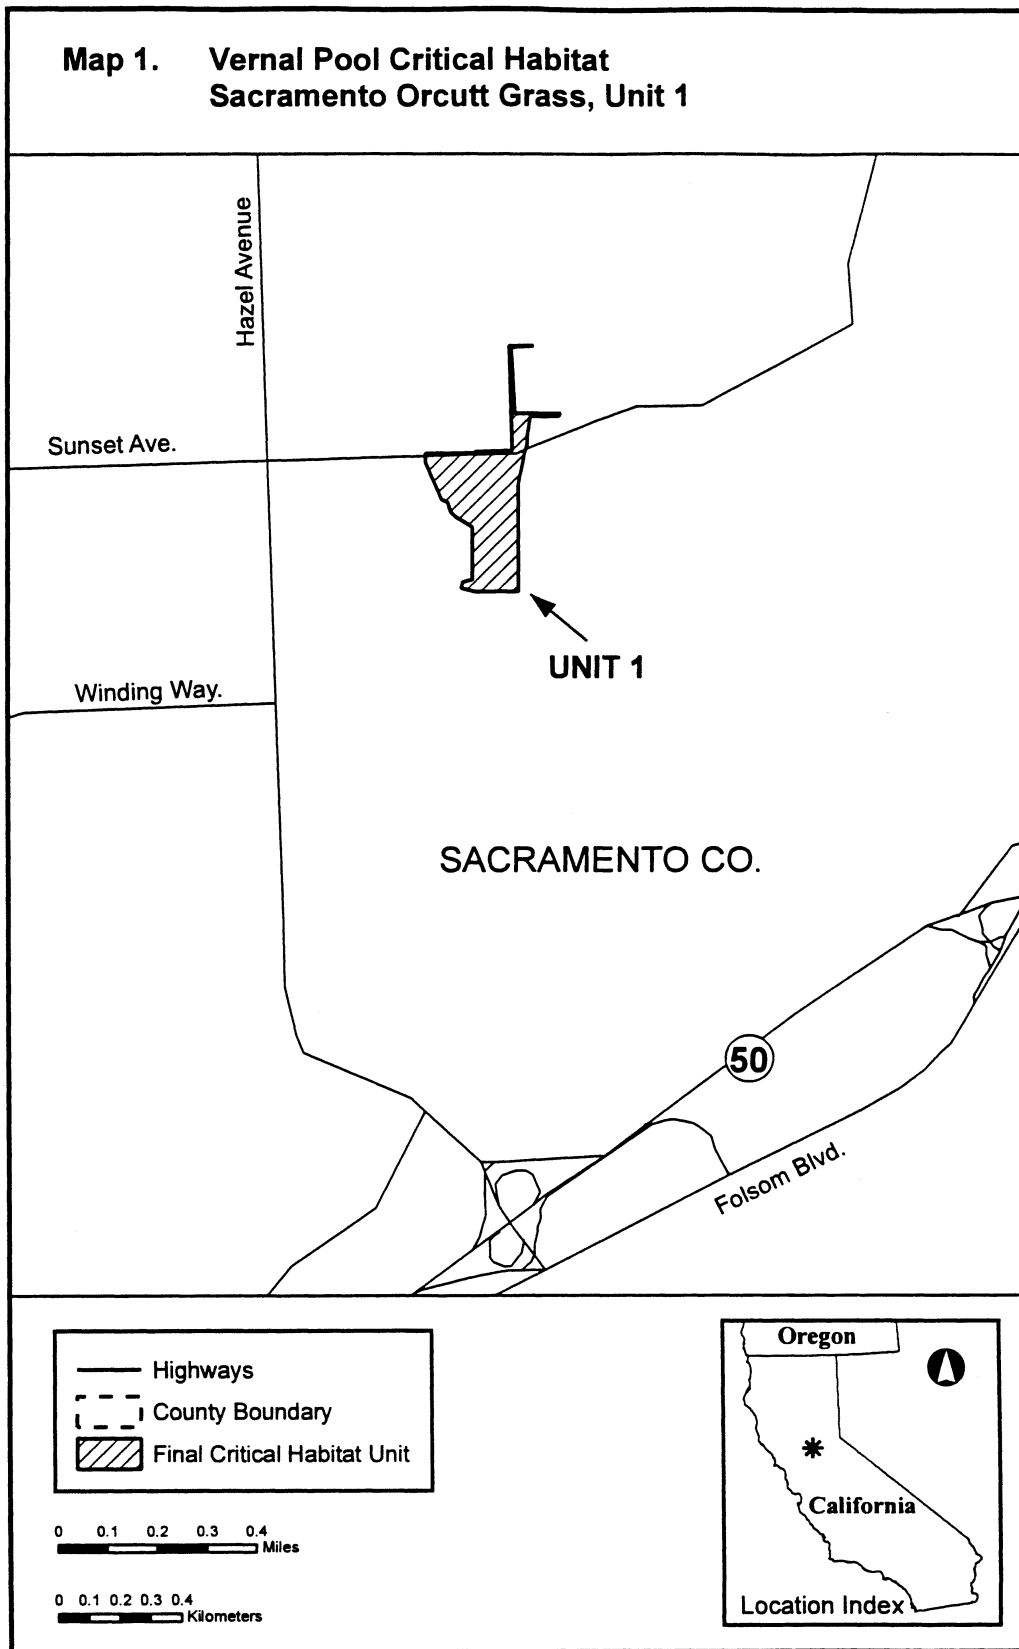 Map 1. Vernal Pool Critical Habitat
Sacramento Orcutt Grass, Unit 1
Hazel Avenue
Sunset Ave.
UNIT 1
Winding Way.
SACRAMENTO CO.
50
Folsom Blvd.
Highways
County Boundary
Final Critical Habitat Unit
0 0.1 0.2 0.3 0.4
Miles
0 0.1 0.2 0.3 0.4
Kilometers
Oregon
California
Location Index